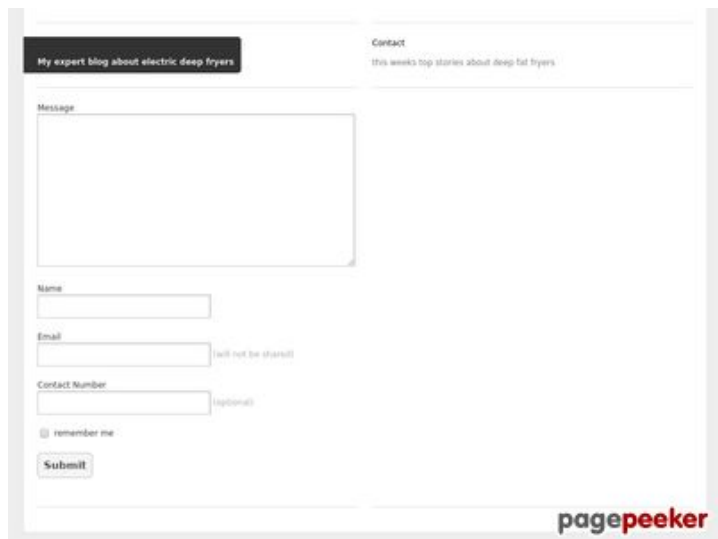 My expert blog about electric deep fryers
Contact
this weeks top stories about deep fat fryers
Message
Name
Email
(will not be shared)
Contact Number
(optional)
remember me
Submit
pagepeeker